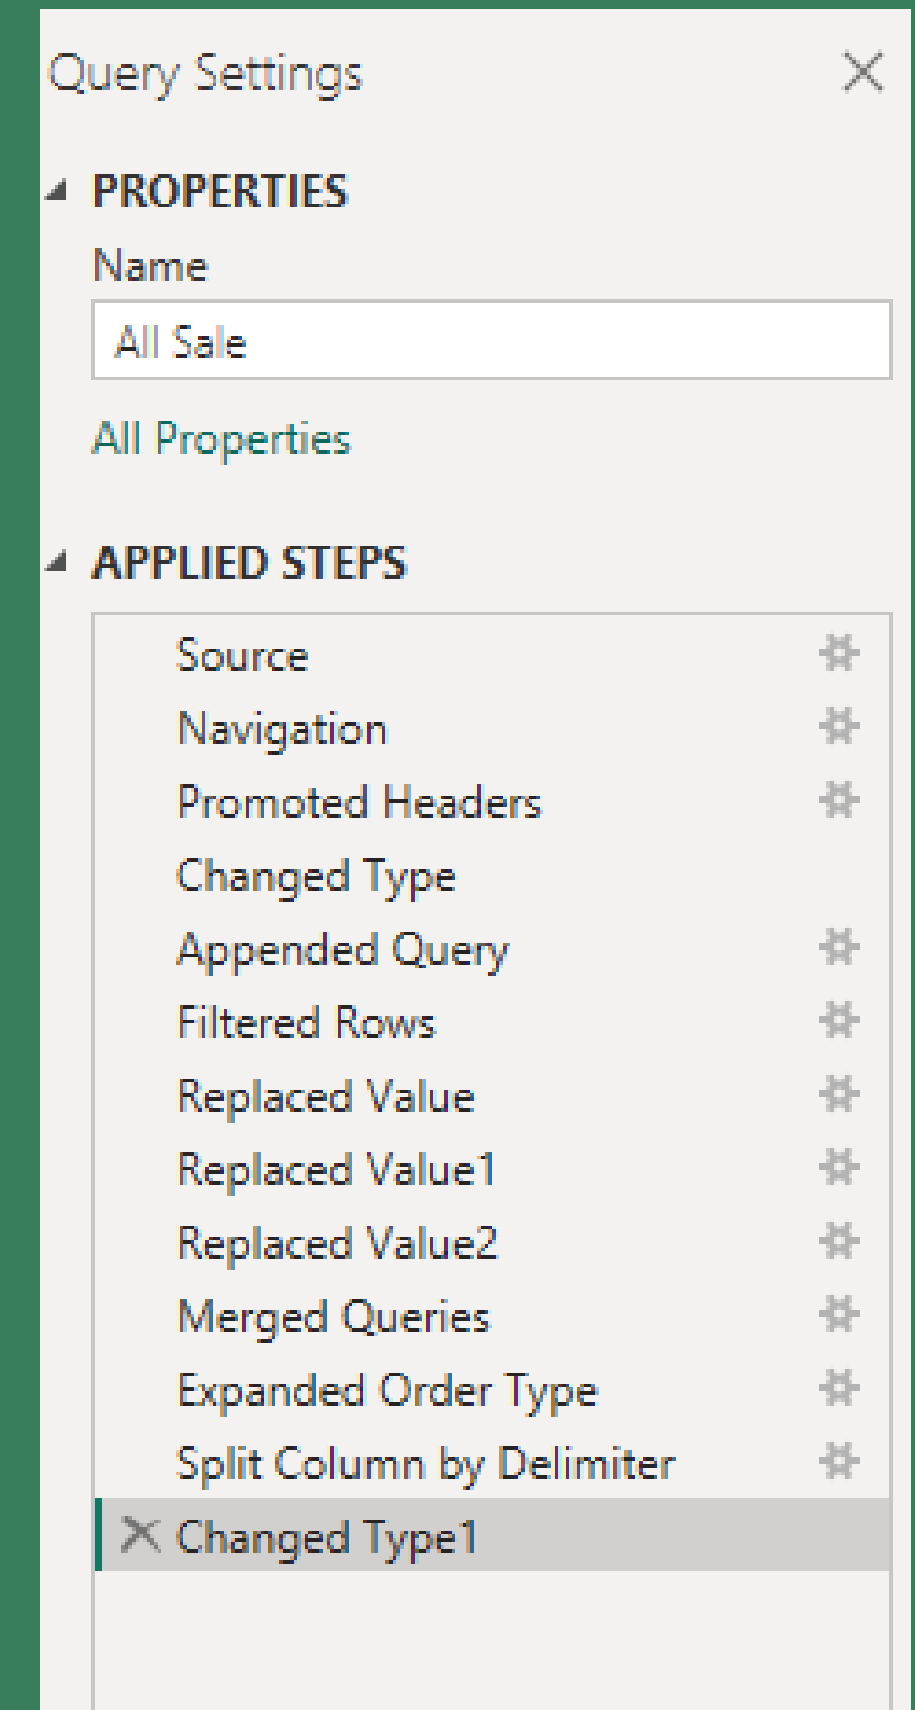 Query Settings
PROPERTIES
Name
All Sale
All Properties
APPLIED STEPS
Source
Navigation
Promoted Headers
Changed Type
Appended Query
Filtered Rows
Replaced Value
Replaced Value1
Replaced Value2
Merged Queries
Expanded Order Type
Split Column by Delimiter
Changed Type1